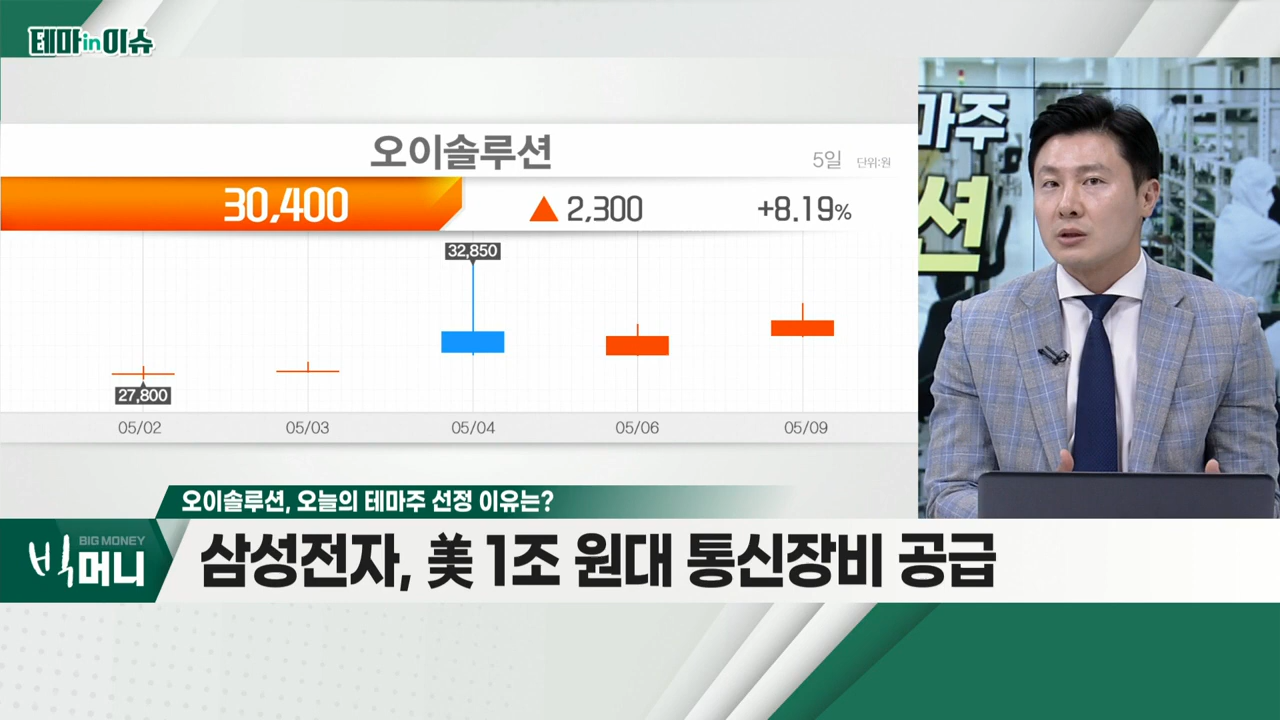 테마in이슈
오이솔루션
5일 단위:원
30,400 ▲ 2,300 +8.19%
32,850
27,800
05/02 05/03 05/04 05/06 05/09
마주
션
오이솔루션, 오늘의 테마주 선정 이유는?
BIG MONEY
빅머니
삼성전자, 美 1조 원대 통신장비 공급